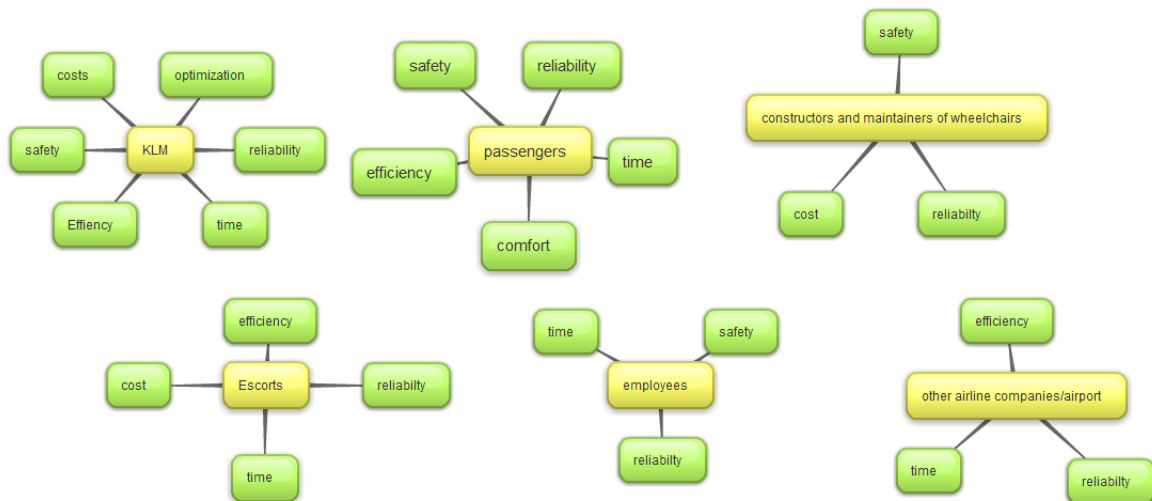 costs
optimization
safety
KLM
reliability
Effiency
time
safety
reliability
passengers
efficiency
time
comfort
safety
constructors and maintainers of wheelchairs
cost
reliabilty
efficiency
cost
Escorts
reliabilty
time
time
safety
employees
reliabilty
efficiency
other airline companies/airport
time
reliabilty